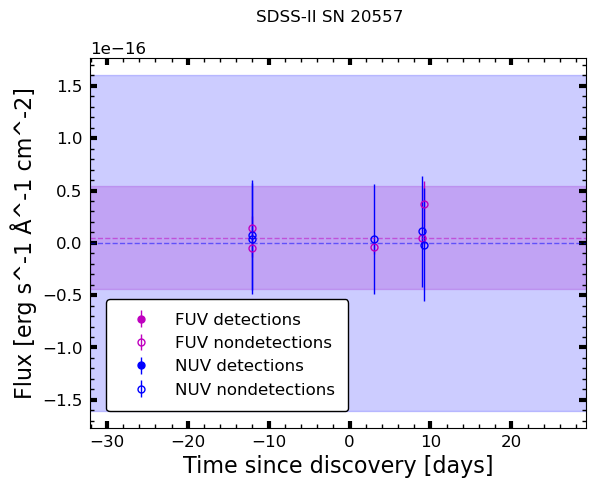 SDSS-II SN 20557
1e−16
1.5
1.0
0.5
0.0
−0.5
−1.0
−1.5
Flux [erg s^-1 Å^-1 cm^-2]
FUV detections
FUV nondetections
NUV detections
NUV nondetections
−30 −20 −10 0 10 20
Time since discovery [days]